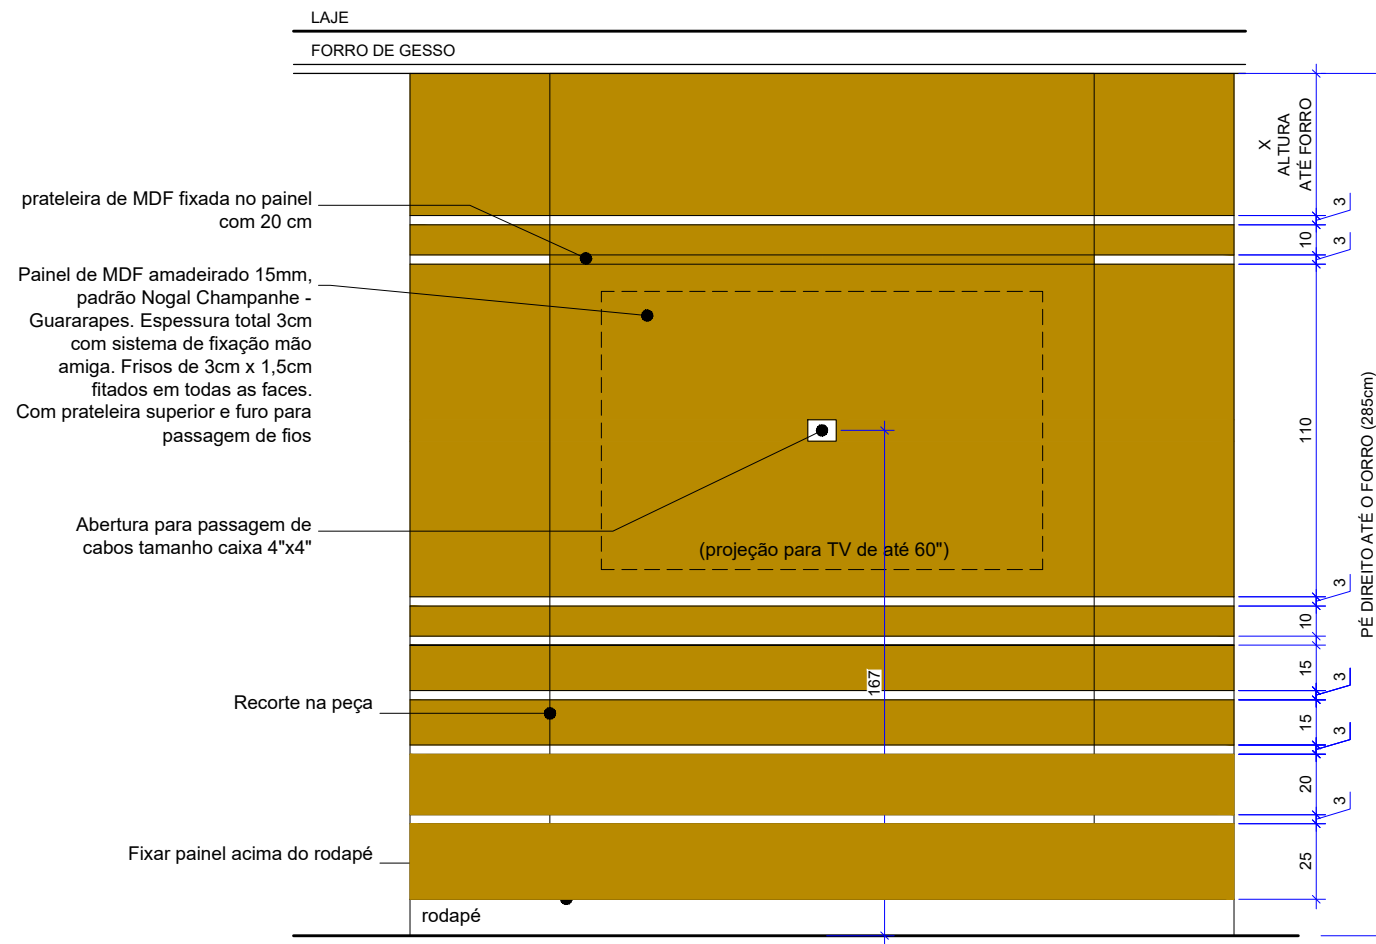 LAJE
FORRO DE GESSO
prateleira de MDF fixada no painel
com 20 cm
Painel de MDF amadeirado 15mm,
padrão Nogal Champanhe -
Guararapes. Espessura total 3cm
com sistema de fixação mão
amiga. Frisos de 3cm x 1,5cm
fitados em todas as faces.
Com prateleira superior e furo para
passagem de fios
Abertura para passagem de
cabos tamanho caixa 4"x4"
(projeção para TV de até 60")
Recorte na peça
Fixar painel acima do rodapé
rodapé
167
X
ALTURA
ATÉ FORRO
3
10
3
110
3
10
15
3
15
3
20
3
25
PÉ DIREITO ATÉ O FORRO (285cm)